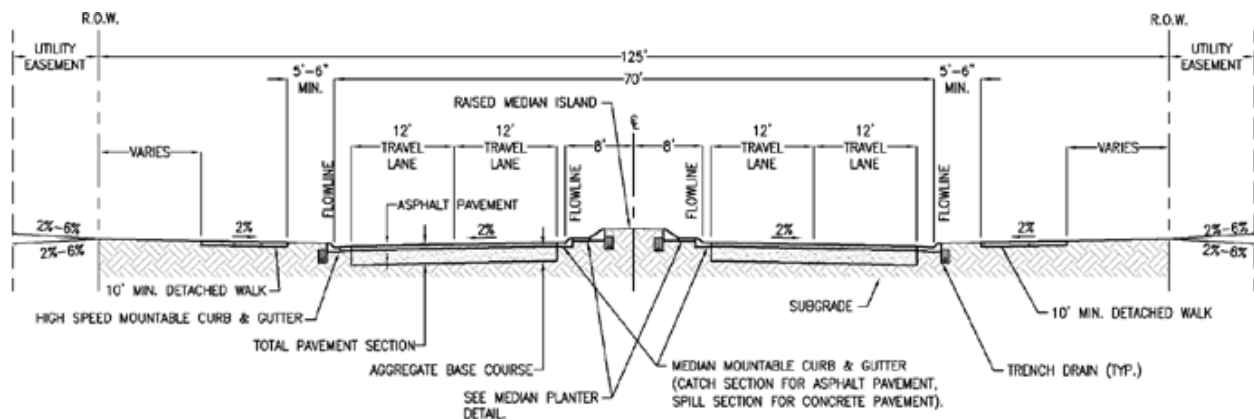 R.O.W.
R.O.W.
UTILITY
EASEMENT
125'
UTILITY
EASEMENT
5'-6"
MIN.
70'
5'-6"
MIN.
RAISED MEDIAN ISLAND
℄
12'
TRAVEL
LANE
12'
TRAVEL
LANE
8'
8'
12'
TRAVEL
LANE
12'
TRAVEL
LANE
VARIES
VARIES
FLOWLINE
FLOWLINE
FLOWLINE
FLOWLINE
ASPHALT PAVEMENT
2%-6%
2%-6%
2%
2%
2%
2%
2%-6%
2%-6%
10' MIN. DETACHED WALK
HIGH SPEED MOUNTABLE CURB & GUTTER
TOTAL PAVEMENT SECTION
AGGREGATE BASE COURSE
SEE MEDIAN PLANTER
DETAIL.
MEDIAN MOUNTABLE CURB & GUTTER
(CATCH SECTION FOR ASPHALT PAVEMENT,
SPILL SECTION FOR CONCRETE PAVEMENT).
SUBGRADE
10' MIN. DETACHED WALK
TRENCH DRAIN (TYP.)